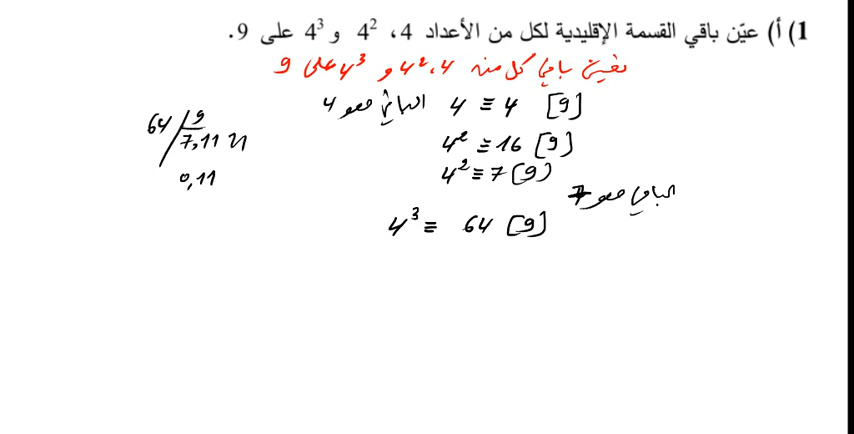 1) أ) عيّن باقي القسمة الإقليدية لكل من الأعداد 4، 4² و 4³ على 9.
تعيين باقي كل من 4، 4² و 4³ على 9
4 ≡ 4 [9] الباقي هو 4
4² ≡ 16 [9]
4² ≡ 7 [9]
الباقي هو 7
4³ ≡ 64 [9]
64 9
7,11
0,11